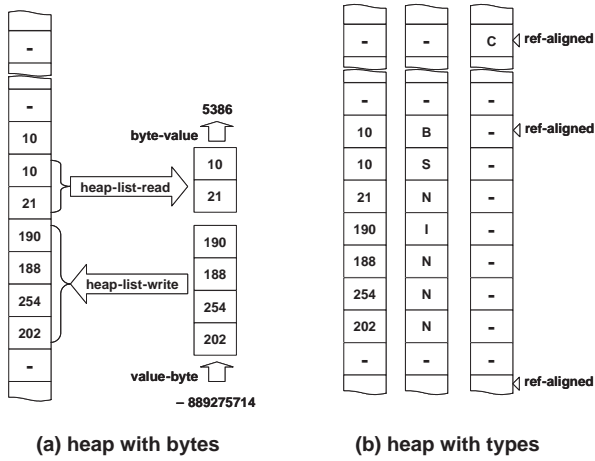 -
-
10
10
21
190
188
254
202
-
5386
byte-value
10
21
heap-list-read
190
188
254
202
heap-list-write
value-byte
– 889275714
(a) heap with bytes
- - C ref-aligned
- - -
10 B - ref-aligned
10 S -
21 N -
190 I -
188 N -
254 N -
202 N -
- - -
ref-aligned
(b) heap with types